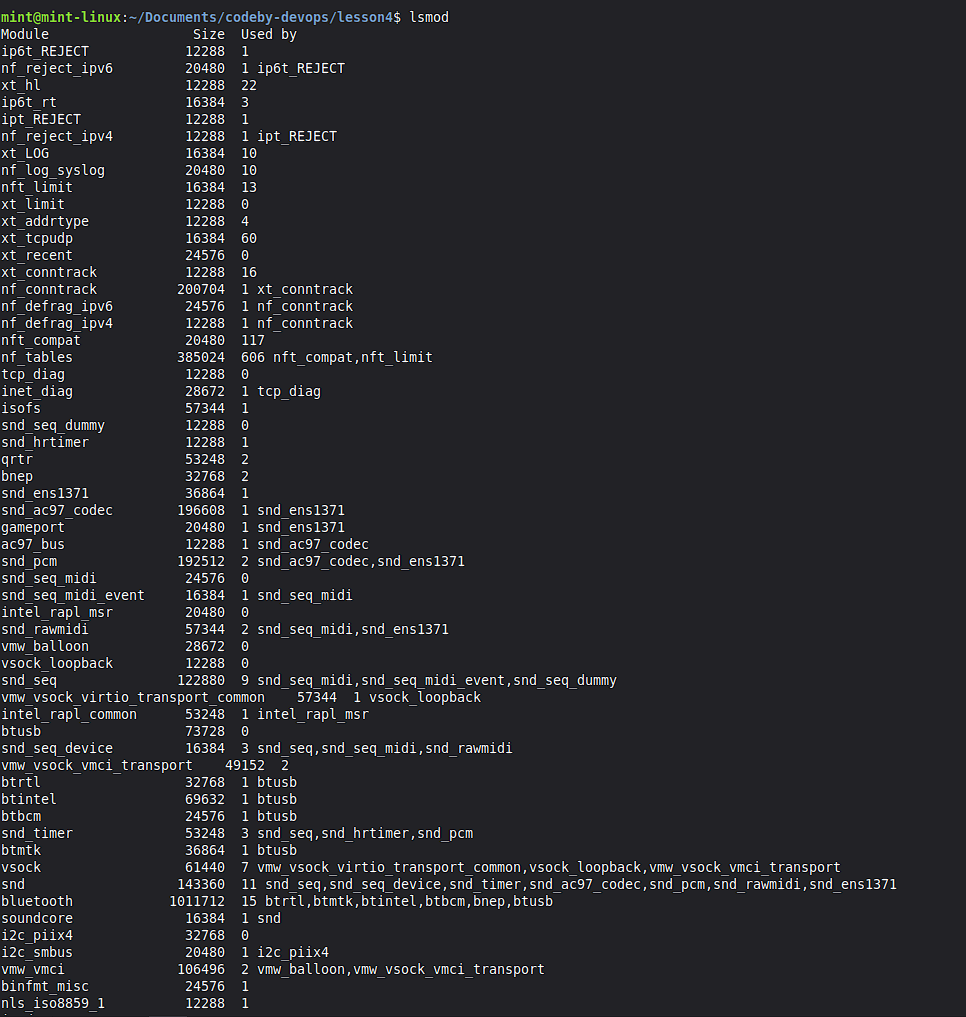 mint@mint-linux:~/Documents/codeby-devops/lesson4$ lsmod
Module                  Size  Used by
ip6t_REJECT            12288  1
nf_reject_ipv6         20480  1 ip6t_REJECT
xt_hl                  12288  22
ip6t_rt                16384  3
ipt_REJECT             12288  1
nf_reject_ipv4         12288  1 ipt_REJECT
xt_LOG                 16384  10
nf_log_syslog          20480  10
nft_limit              16384  13
xt_limit               12288  0
xt_addrtype            12288  4
xt_tcpudp              16384  60
xt_recent              24576  0
xt_conntrack           12288  16
nf_conntrack          200704  1 xt_conntrack
nf_defrag_ipv6         24576  1 nf_conntrack
nf_defrag_ipv4         12288  1 nf_conntrack
nft_compat             20480  117
nf_tables             385024  606 nft_compat,nft_limit
tcp_diag               12288  0
inet_diag              28672  1 tcp_diag
isofs                  57344  1
snd_seq_dummy          12288  0
snd_hrtimer            12288  1
qrtr                   53248  2
bnep                   32768  2
snd_ens1371            36864  1
snd_ac97_codec        196608  1 snd_ens1371
gameport               20480  1 snd_ens1371
ac97_bus               12288  1 snd_ac97_codec
snd_pcm               192512  2 snd_ac97_codec,snd_ens1371
snd_seq_midi           24576  0
snd_seq_midi_event     16384  1 snd_seq_midi
intel_rapl_msr         20480  0
snd_rawmidi            57344  2 snd_seq_midi,snd_ens1371
vmw_balloon            28672  0
vsock_loopback         12288  0
snd_seq               122880  9 snd_seq_midi,snd_seq_midi_event,snd_seq_dummy
vmw_vsock_virtio_transport_common    57344  1 vsock_loopback
intel_rapl_common      53248  1 intel_rapl_msr
btusb                  73728  0
snd_seq_device         16384  3 snd_seq,snd_seq_midi,snd_rawmidi
vmw_vsock_vmci_transport    49152  2
btrtl                  32768  1 btusb
btintel                69632  1 btusb
btbcm                  24576  1 btusb
snd_timer              53248  3 snd_seq,snd_hrtimer,snd_pcm
btmtk                  36864  1 btusb
vsock                  61440  7 vmw_vsock_virtio_transport_common,vsock_loopback,vmw_vsock_vmci_transport
snd                   143360  11 snd_seq,snd_seq_device,snd_timer,snd_ac97_codec,snd_pcm,snd_rawmidi,snd_ens1371
bluetooth            1011712  15 btrtl,btmtk,btintel,btbcm,bnep,btusb
soundcore              16384  1 snd
i2c_piix4              32768  0
i2c_smbus              20480  1 i2c_piix4
vmw_vmci              106496  2 vmw_balloon,vmw_vsock_vmci_transport
binfmt_misc            24576  1
nls_iso8859_1          12288  1